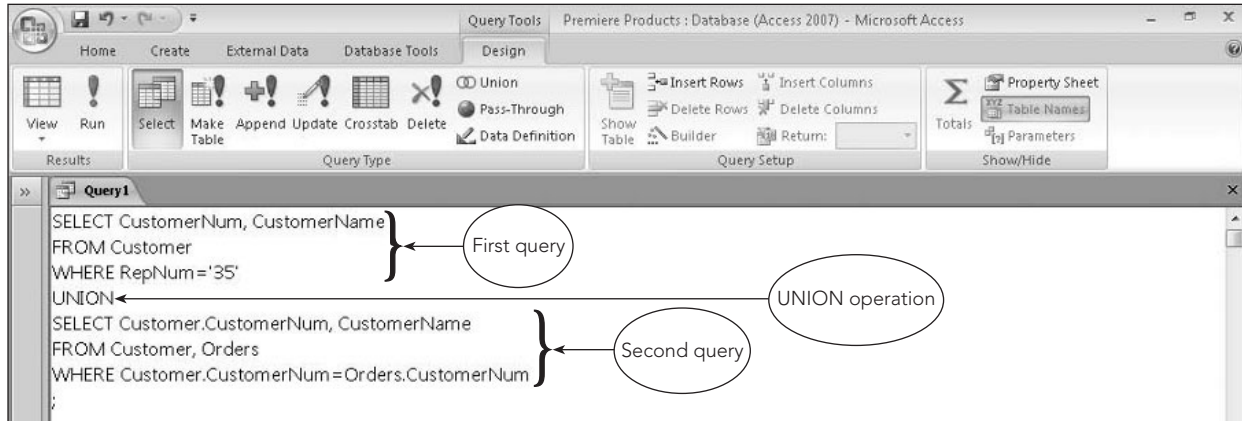 Query Tools
Premiere Products : Database (Access 2007) - Microsoft Access
Home Create External Data Database Tools Design
View
Run
Results
Select
Make Table
Append
Update
Crosstab
Delete
Union
Pass-Through
Data Definition
Query Type
Show Table
Insert Rows
Delete Rows
Builder
Insert Columns
Delete Columns
Return:
Query Setup
Totals
Property Sheet
XYZ
Table Names
Parameters
Show/Hide
Query1
SELECT CustomerNum, CustomerName
FROM Customer
WHERE RepNum='35'
First query
UNION
UNION operation
SELECT Customer.CustomerNum, CustomerName
FROM Customer, Orders
WHERE Customer.CustomerNum=Orders.CustomerNum
;
Second query